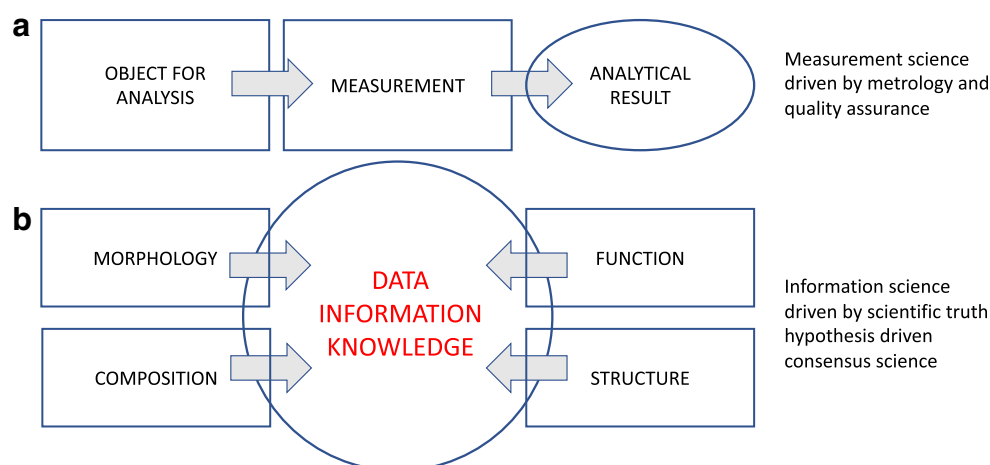 a
OBJECT FOR
ANALYSIS
MEASUREMENT
ANALYTICAL
RESULT
Measurement science
driven by metrology and
quality assurance
b
MORPHOLOGY
COMPOSITION
DATA
INFORMATION
KNOWLEDGE
FUNCTION
STRUCTURE
Information science
driven by scientific truth
hypothesis driven
consensus science